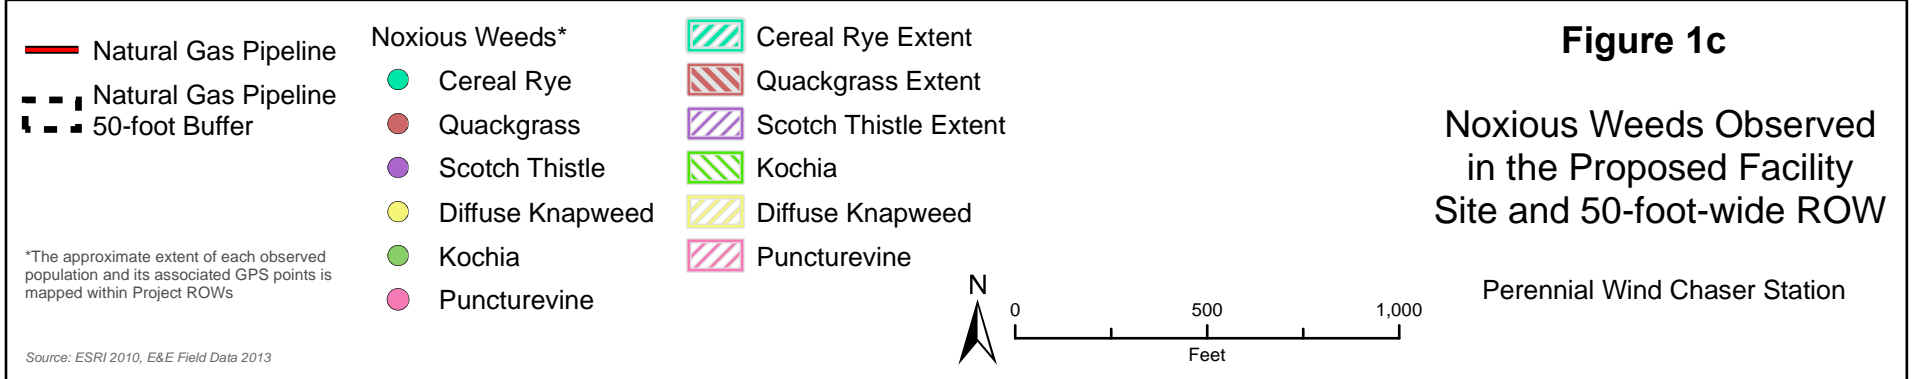 Natural Gas Pipeline
Natural Gas Pipeline
50-foot Buffer
*The approximate extent of each observed
population and its associated GPS points is
mapped within Project ROWs
Source: ESRI 2010, E&E Field Data 2013
Noxious Weeds*
Cereal Rye
Quackgrass
Scotch Thistle
Diffuse Knapweed
Kochia
Puncturevine
Cereal Rye Extent
Quackgrass Extent
Scotch Thistle Extent
Kochia
Diffuse Knapweed
Puncturevine
N
0 500 1,000
Feet
Figure 1c
Noxious Weeds Observed
in the Proposed Facility
Site and 50-foot-wide ROW
Perennial Wind Chaser Station